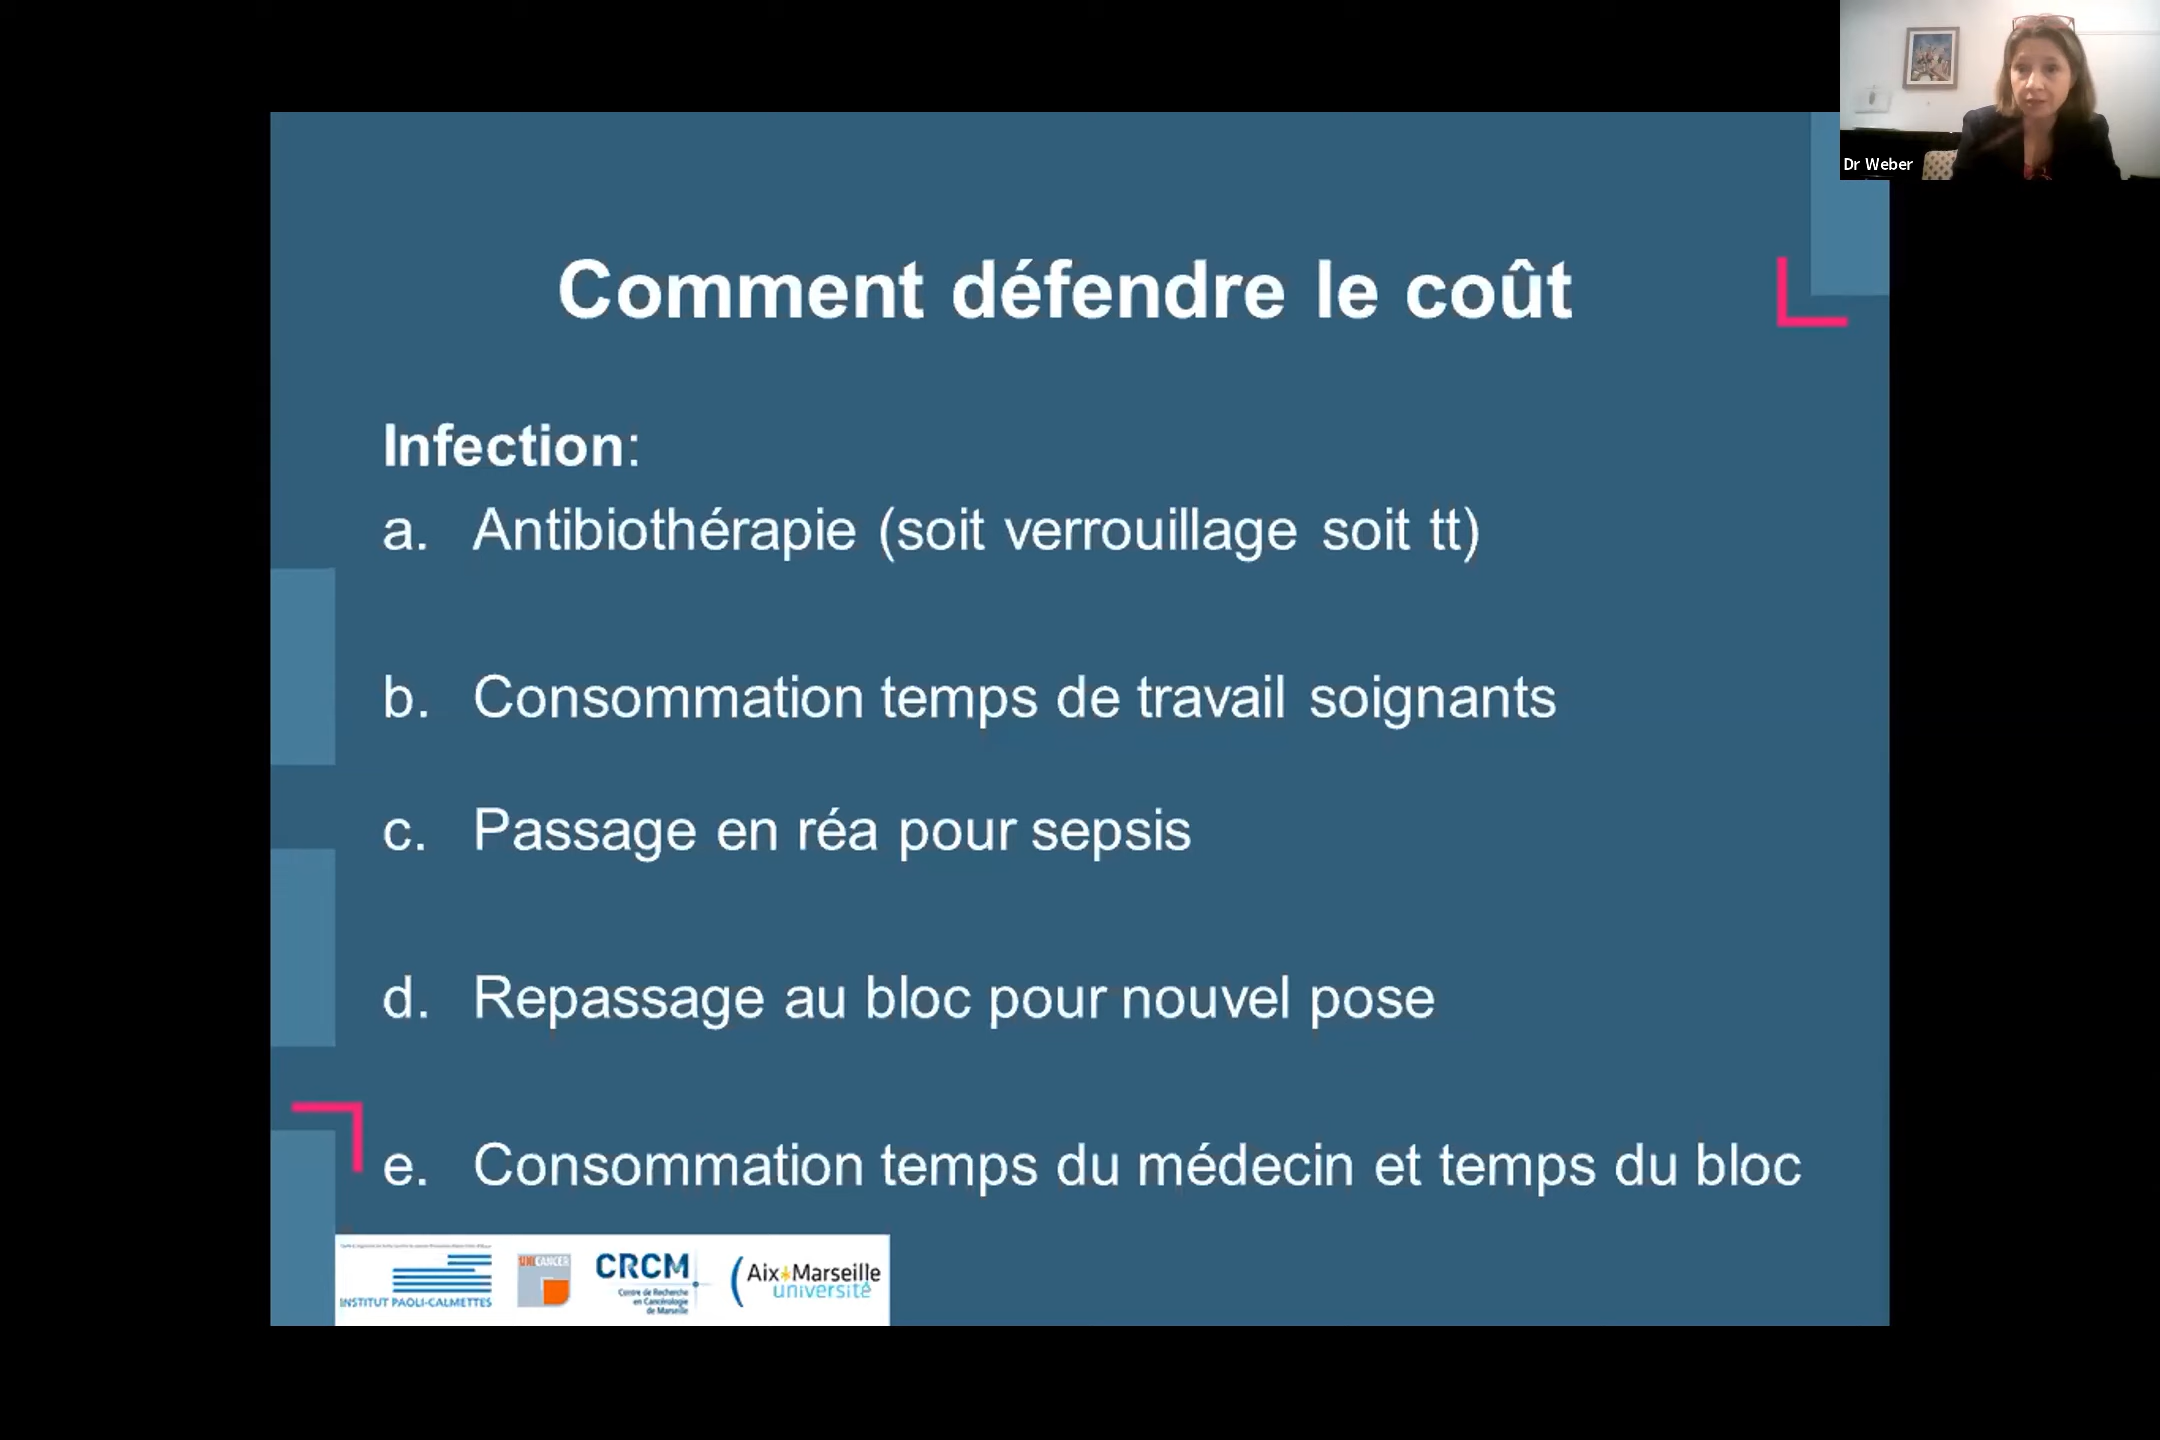 Dr Weber
Comment défendre le coût
Infection:
a. Antibiothérapie (soit verrouillage soit tt)
b. Consommation temps de travail soignants
c. Passage en réa pour sepsis
d. Repassage au bloc pour nouvel pose
e. Consommation temps du médecin et temps du bloc
INSTITUT PAOLI-CALMETTES
UNICANCER
CRCM
Centre de Recherche
en Cancérologie
de Marseille
Aix Marseille
université